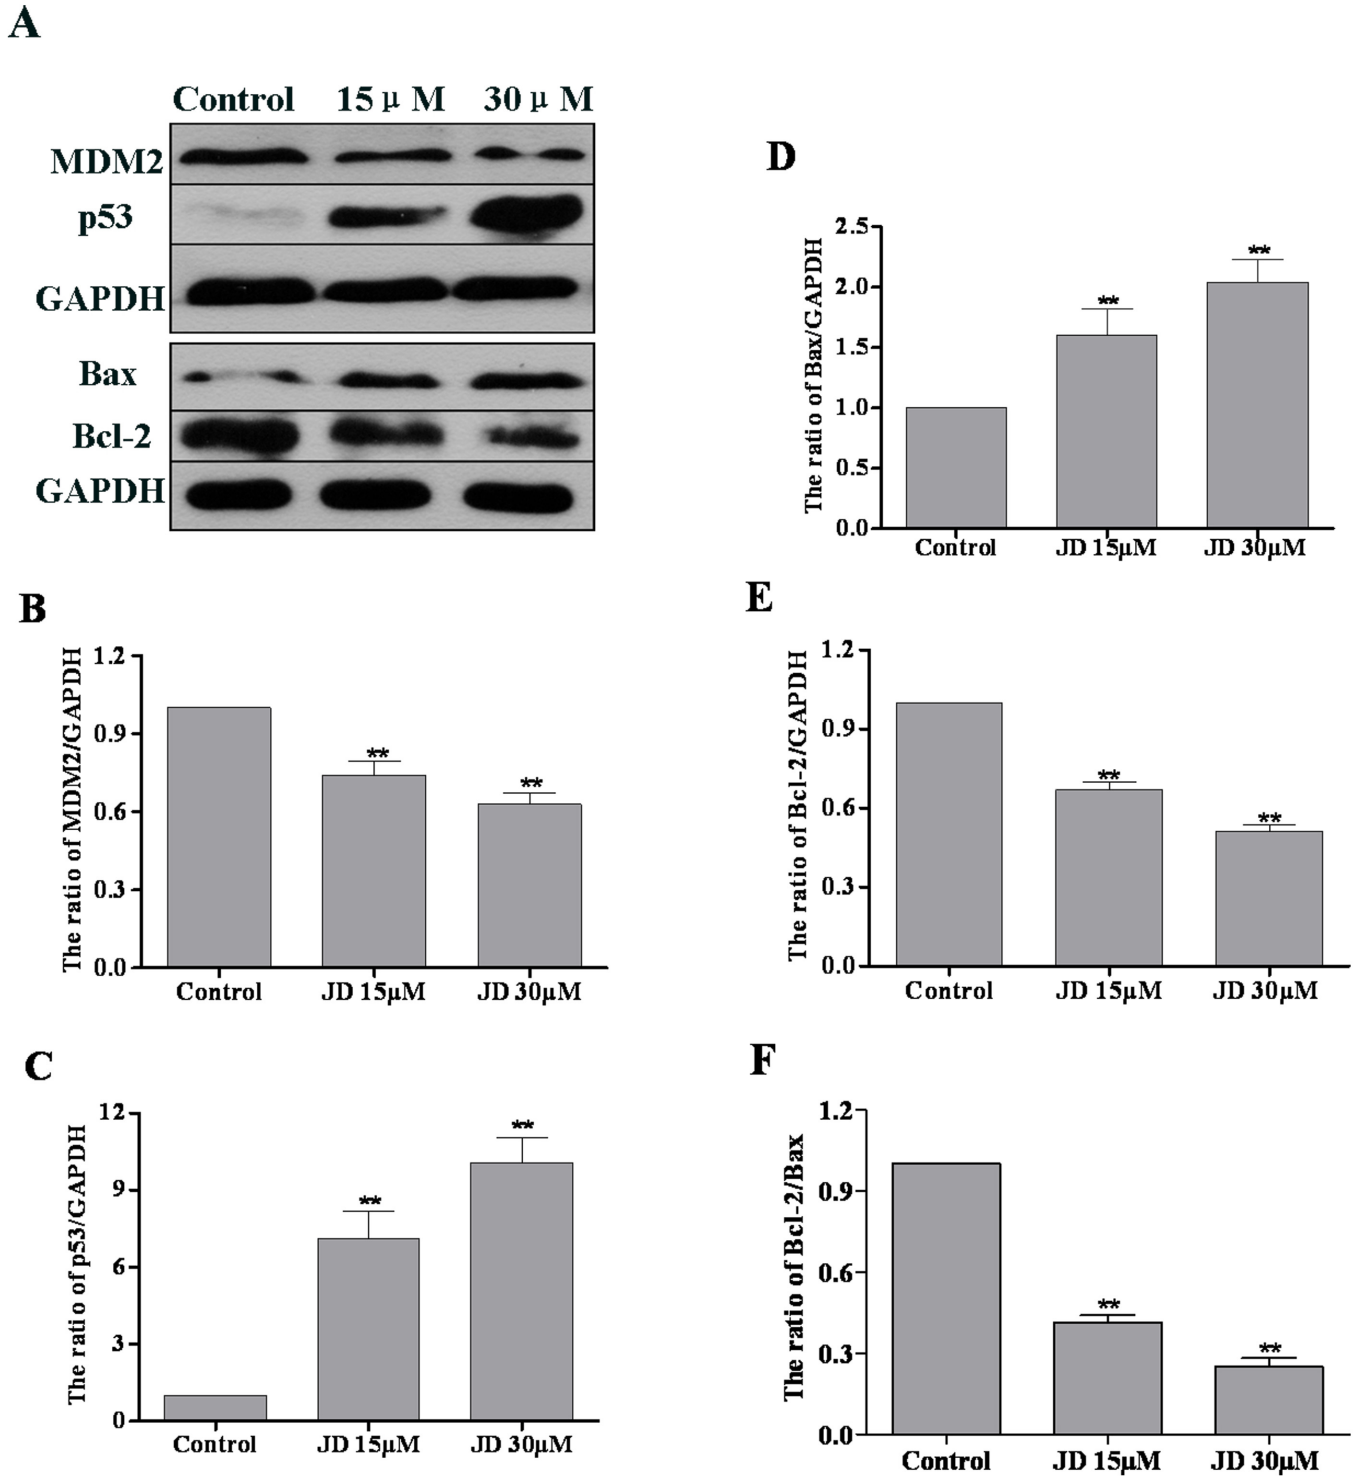 A
Control 15 μ M 30 μ M
MDM2
p53
GAPDH
Bax
Bcl-2
GAPDH
B
The ratio of MDM2/GAPDH
1.2
0.9
0.6
0.3
0.0
**
**
Control JD 15μM JD 30μM
C
The ratio of p53/GAPDH
12
9
6
3
0
**
**
Control JD 15μM JD 30μM
D
The ratio of Bax/GAPDH
2.5
2.0
1.5
1.0
0.5
0.0
**
**
Control JD 15μM JD 30μM
E
The ratio of Bcl-2/GAPDH
1.2
0.9
0.6
0.3
0.0
**
**
Control JD 15μM JD 30μM
F
The ratio of Bcl-2/Bax
1.2
0.9
0.6
0.3
0.0
**
**
Control JD 15μM JD 30μM